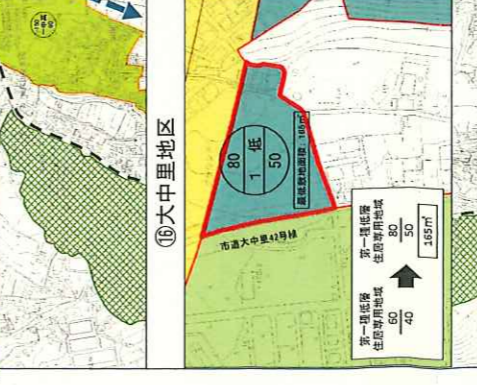 ⑯大中里地区
80
1 低
50
最低敷地面積：165㎡
市道大中里42号線
第一種低層
住居専用地域
60
40
第一種低層
住居専用地域
80
50
165㎡